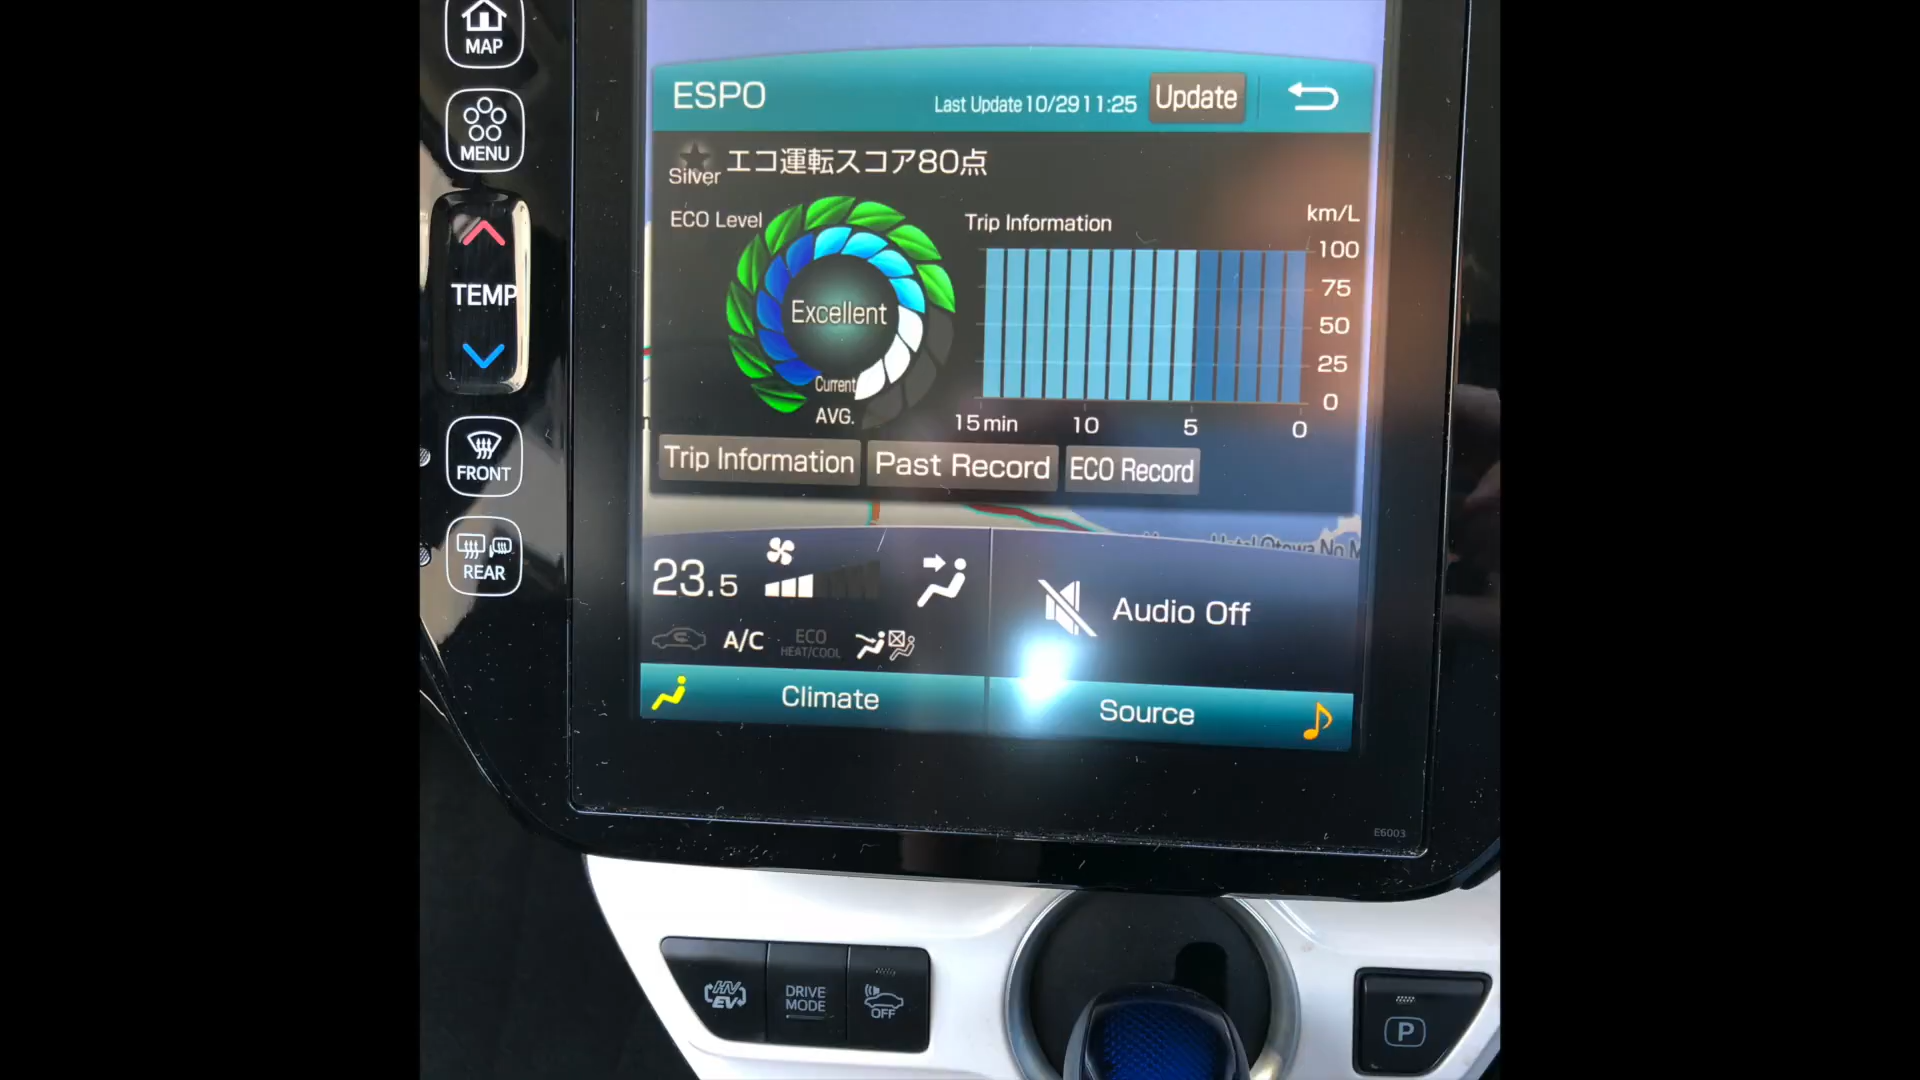 MAP
MENU
TEMP
FRONT
REAR
ESPO
Last Update 10/29 11:25
Update
Silver
エコ運転スコア80点
ECO Level
Excellent
Current
AVG.
Trip Information
km/L
100
75
50
25
0
15min
10
5
0
Trip Information
Past Record
ECO Record
23.5
A/C
ECO
HEAT/COOL
Audio Off
Climate
Source
E6003
HV
EV
DRIVE
MODE
OFF
P